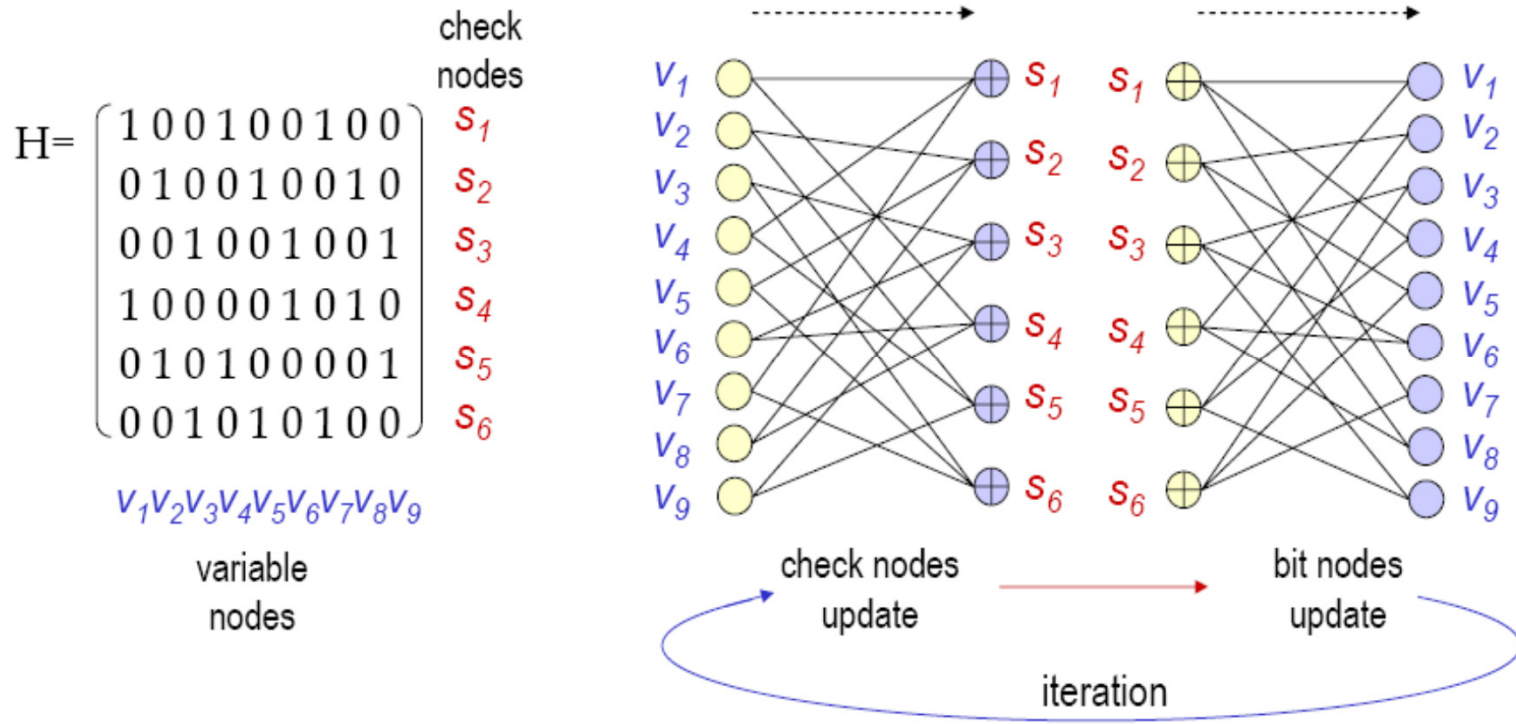 check
nodes
H=
1 0 0 1 0 0 1 0 0 s1
0 1 0 0 1 0 0 1 0 s2
0 0 1 0 0 1 0 0 1 s3
1 0 0 0 0 1 0 1 0 s4
0 1 0 1 0 0 0 0 1 s5
0 0 1 0 1 0 1 0 0 s6
v1v2v3v4v5v6v7v8v9
variable
nodes
v1
v2
v3
v4
v5
v6
v7
v8
v9
s1
s2
s3
s4
s5
s6
check nodes
update
s1
s2
s3
s4
s5
s6
v1
v2
v3
v4
v5
v6
v7
v8
v9
bit nodes
update
iteration